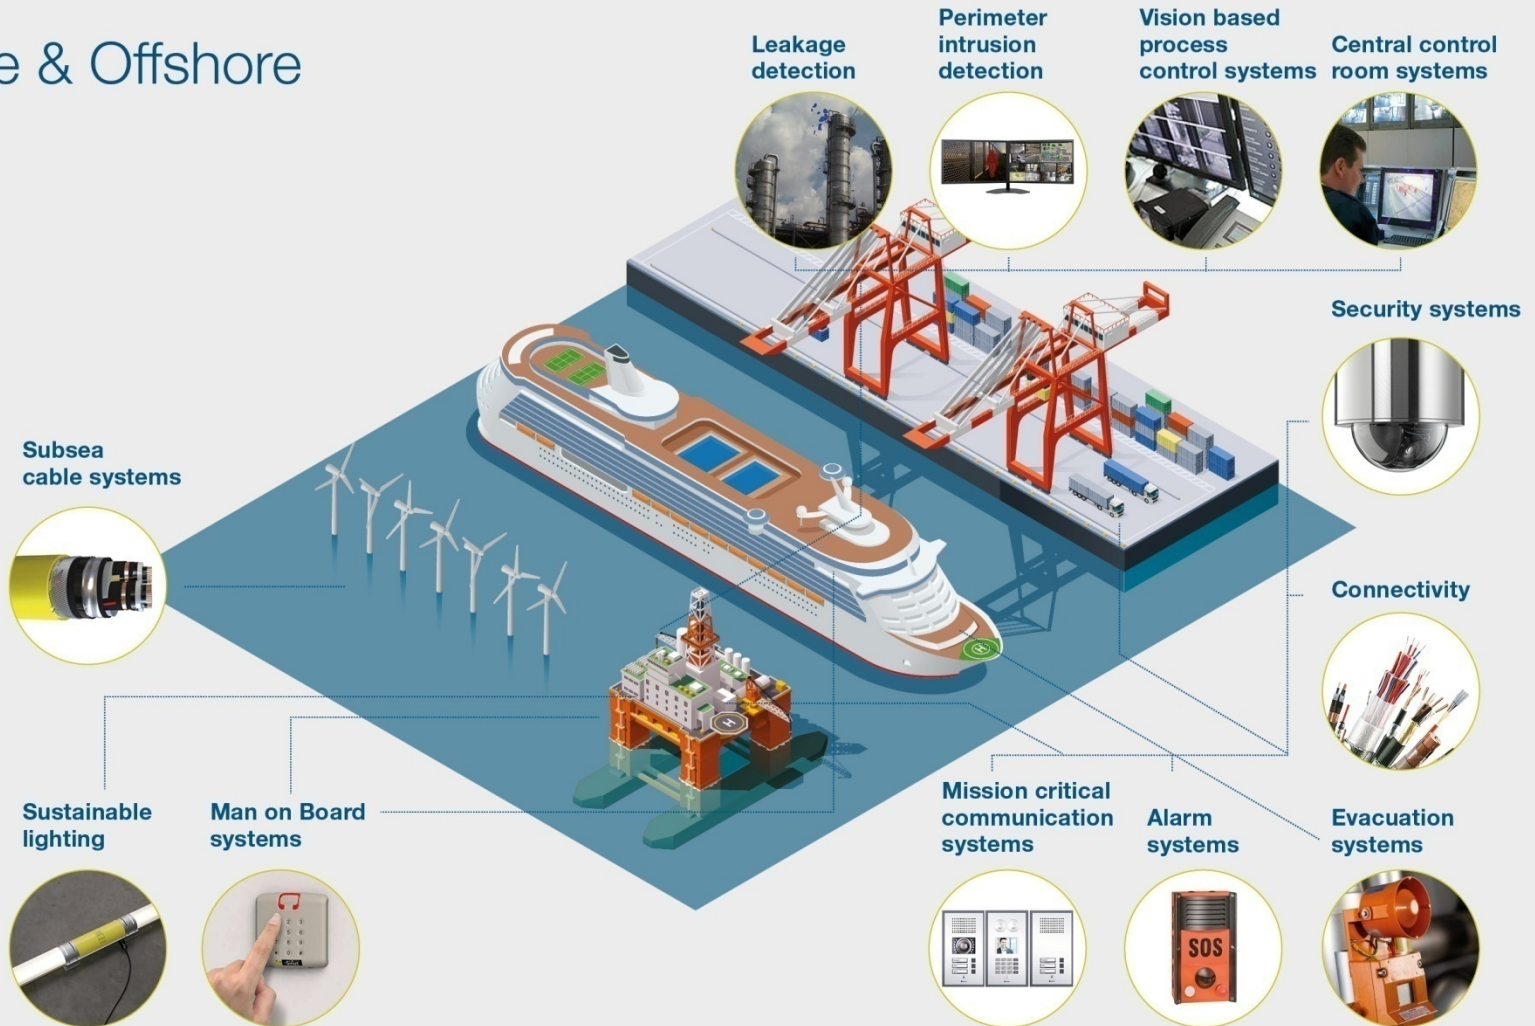 e & Offshore
Leakage
detection
Perimeter
intrusion
detection
Vision based
process
control systems
Central control
room systems
Security systems
Subsea
cable systems
Connectivity
Sustainable
lighting
Man on Board
systems
Mission critical
communication
systems
Alarm
systems
Evacuation
systems
H
H
SOS